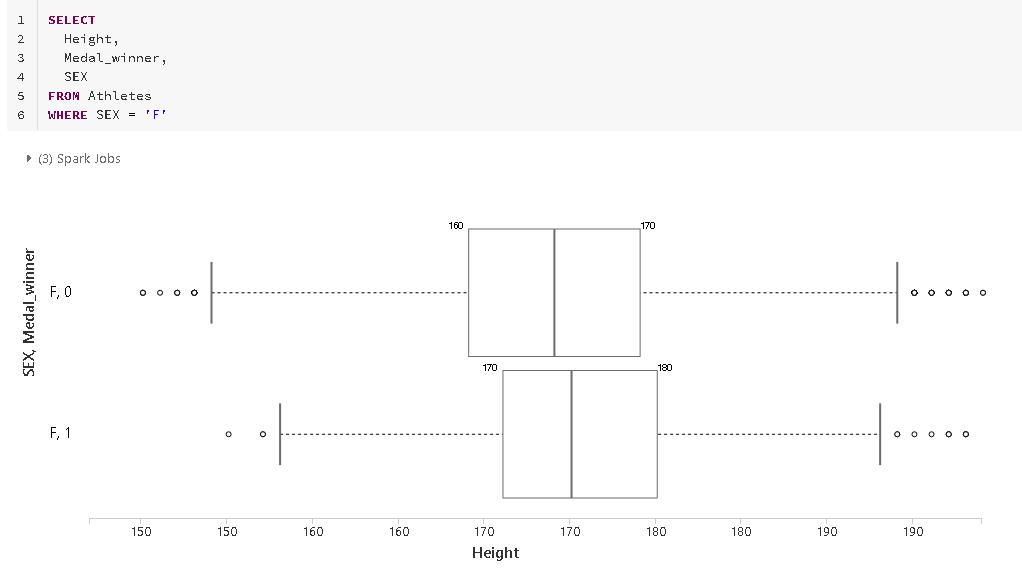 1 SELECT
2 Height,
3 Medal_winner,
4 SEX
5 FROM Athletes
6 WHERE SEX = 'F'
(3) Spark Jobs
160 170
F, 0
170 180
F, 1
SEX, Medal_winner
150 150 160 160 170 170 180 180 190 190
Height